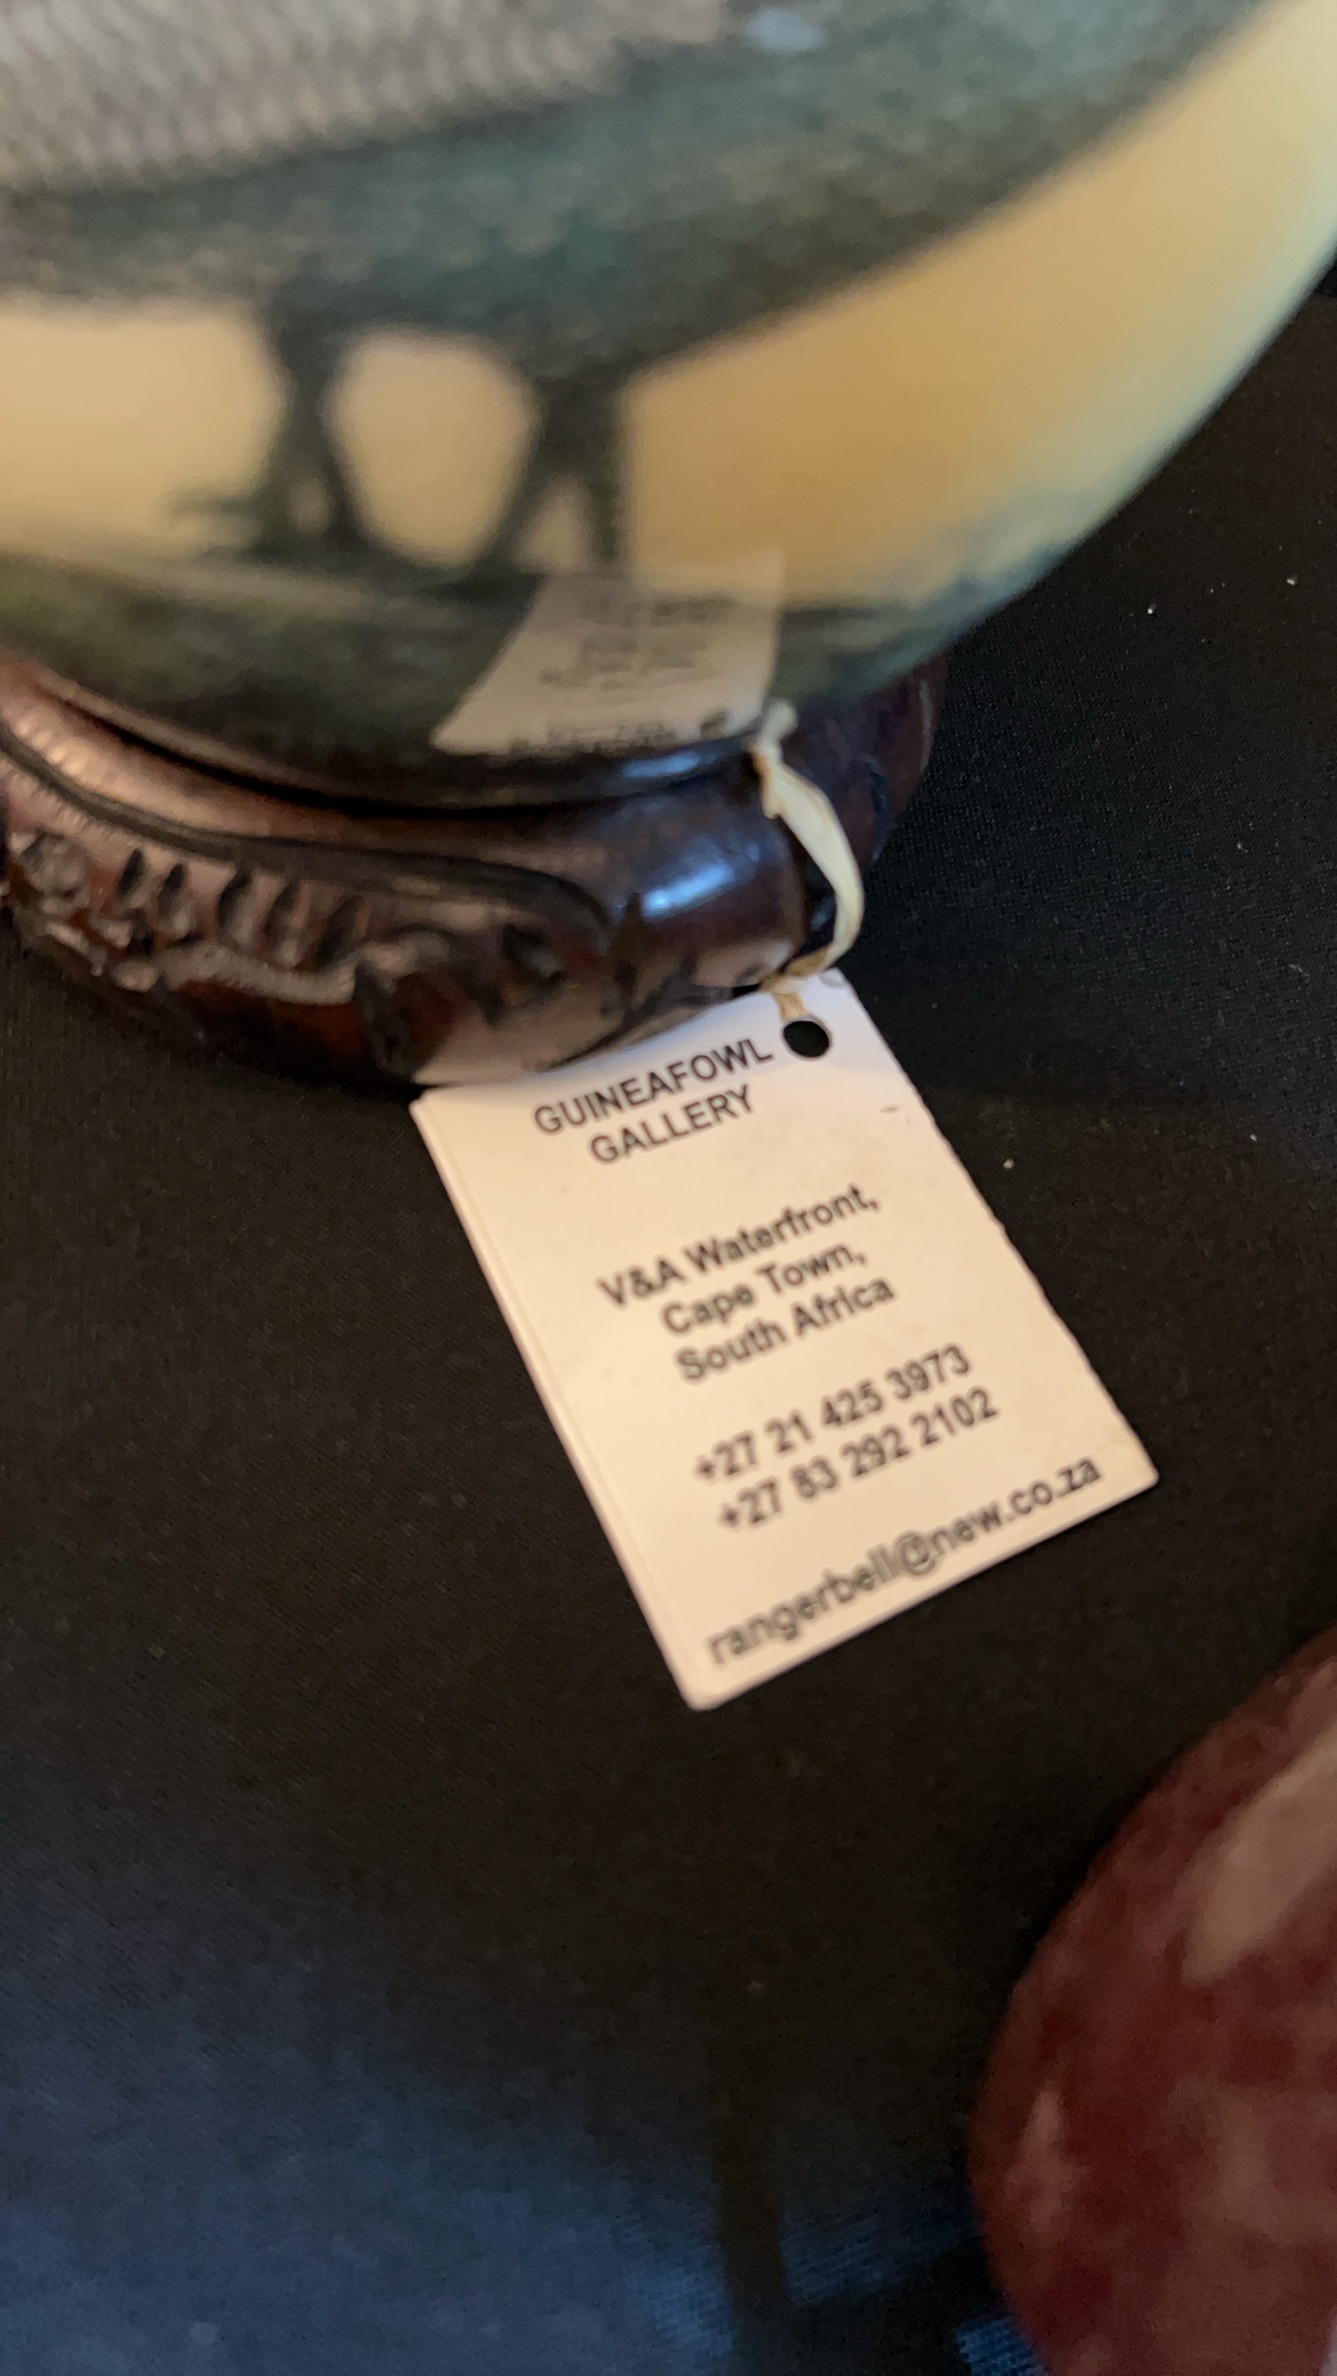 GUINEAFOWL
GALLERY
V&A Waterfront,
Cape Town,
South Africa
+27 21 425 3973
+27 83 292 2102
rangerbell@new.co.za